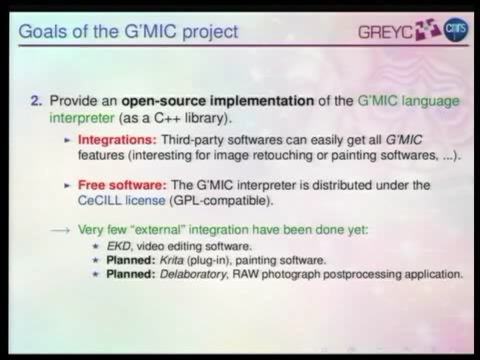 Goals of the G'MIC project
GREYC
cnrs
2. Provide an open-source implementation of the G'MIC language
interpreter (as a C++ library).
► Integrations: Third-party softwares can easily get all G'MIC
features (interesting for image retouching or painting softwares, ...).
► Free software: The G'MIC interpreter is distributed under the
CeCILL license (GPL-compatible).
→ Very few "external" integration have been done yet:
★ EKD, video editing software.
★ Planned: Krita (plug-in), painting software.
★ Planned: Delaboratory, RAW photograph postprocessing application.